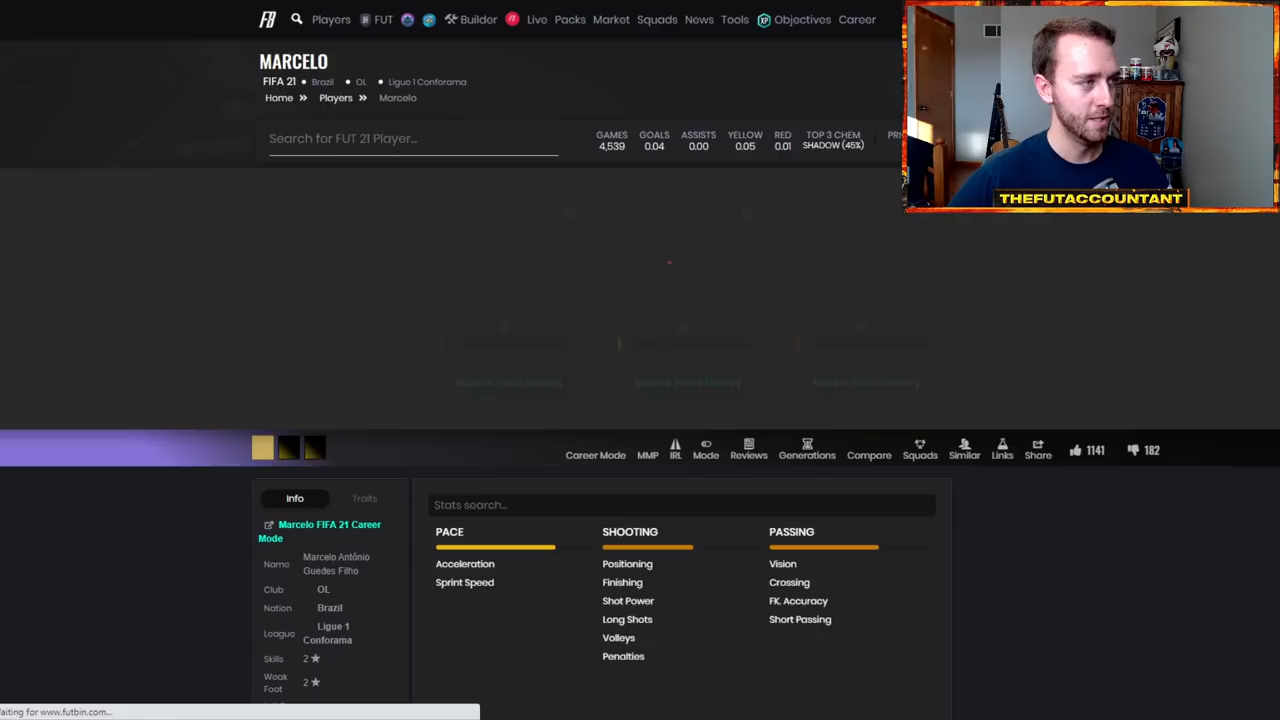 Players FUT Builder Live Packs Market Squads News Tools XP Objectives Career
MARCELO
FIFA 21 • Brazil • OL • Ligue 1 Conforama
Home » Players » Marcelo
Search for FUT 21 Player...
GAMES GOALS ASSISTS YELLOW RED TOP 3 CHEM
4,539 0.04 0.00 0.05 0.01 SHADOW (45%)
THEFUTACCOUNTANT
Career Mode MMP IRL Mode Reviews Generations Compare Squads Similar Links Share 1141 182
Info Traits
Marcelo FIFA 21 Career
Mode
Name Marcelo Antônio
Guedes Filho
Club OL
Nation Brazil
League Ligue 1
Conforama
Skills 2 ★
Weak
Foot 2 ★
Stats search...
PACE
Acceleration
Sprint Speed
SHOOTING
Positioning
Finishing
Shot Power
Long Shots
Volleys
Penalties
PASSING
Vision
Crossing
FK. Accuracy
Short Passing
aiting for www.futbin.com...